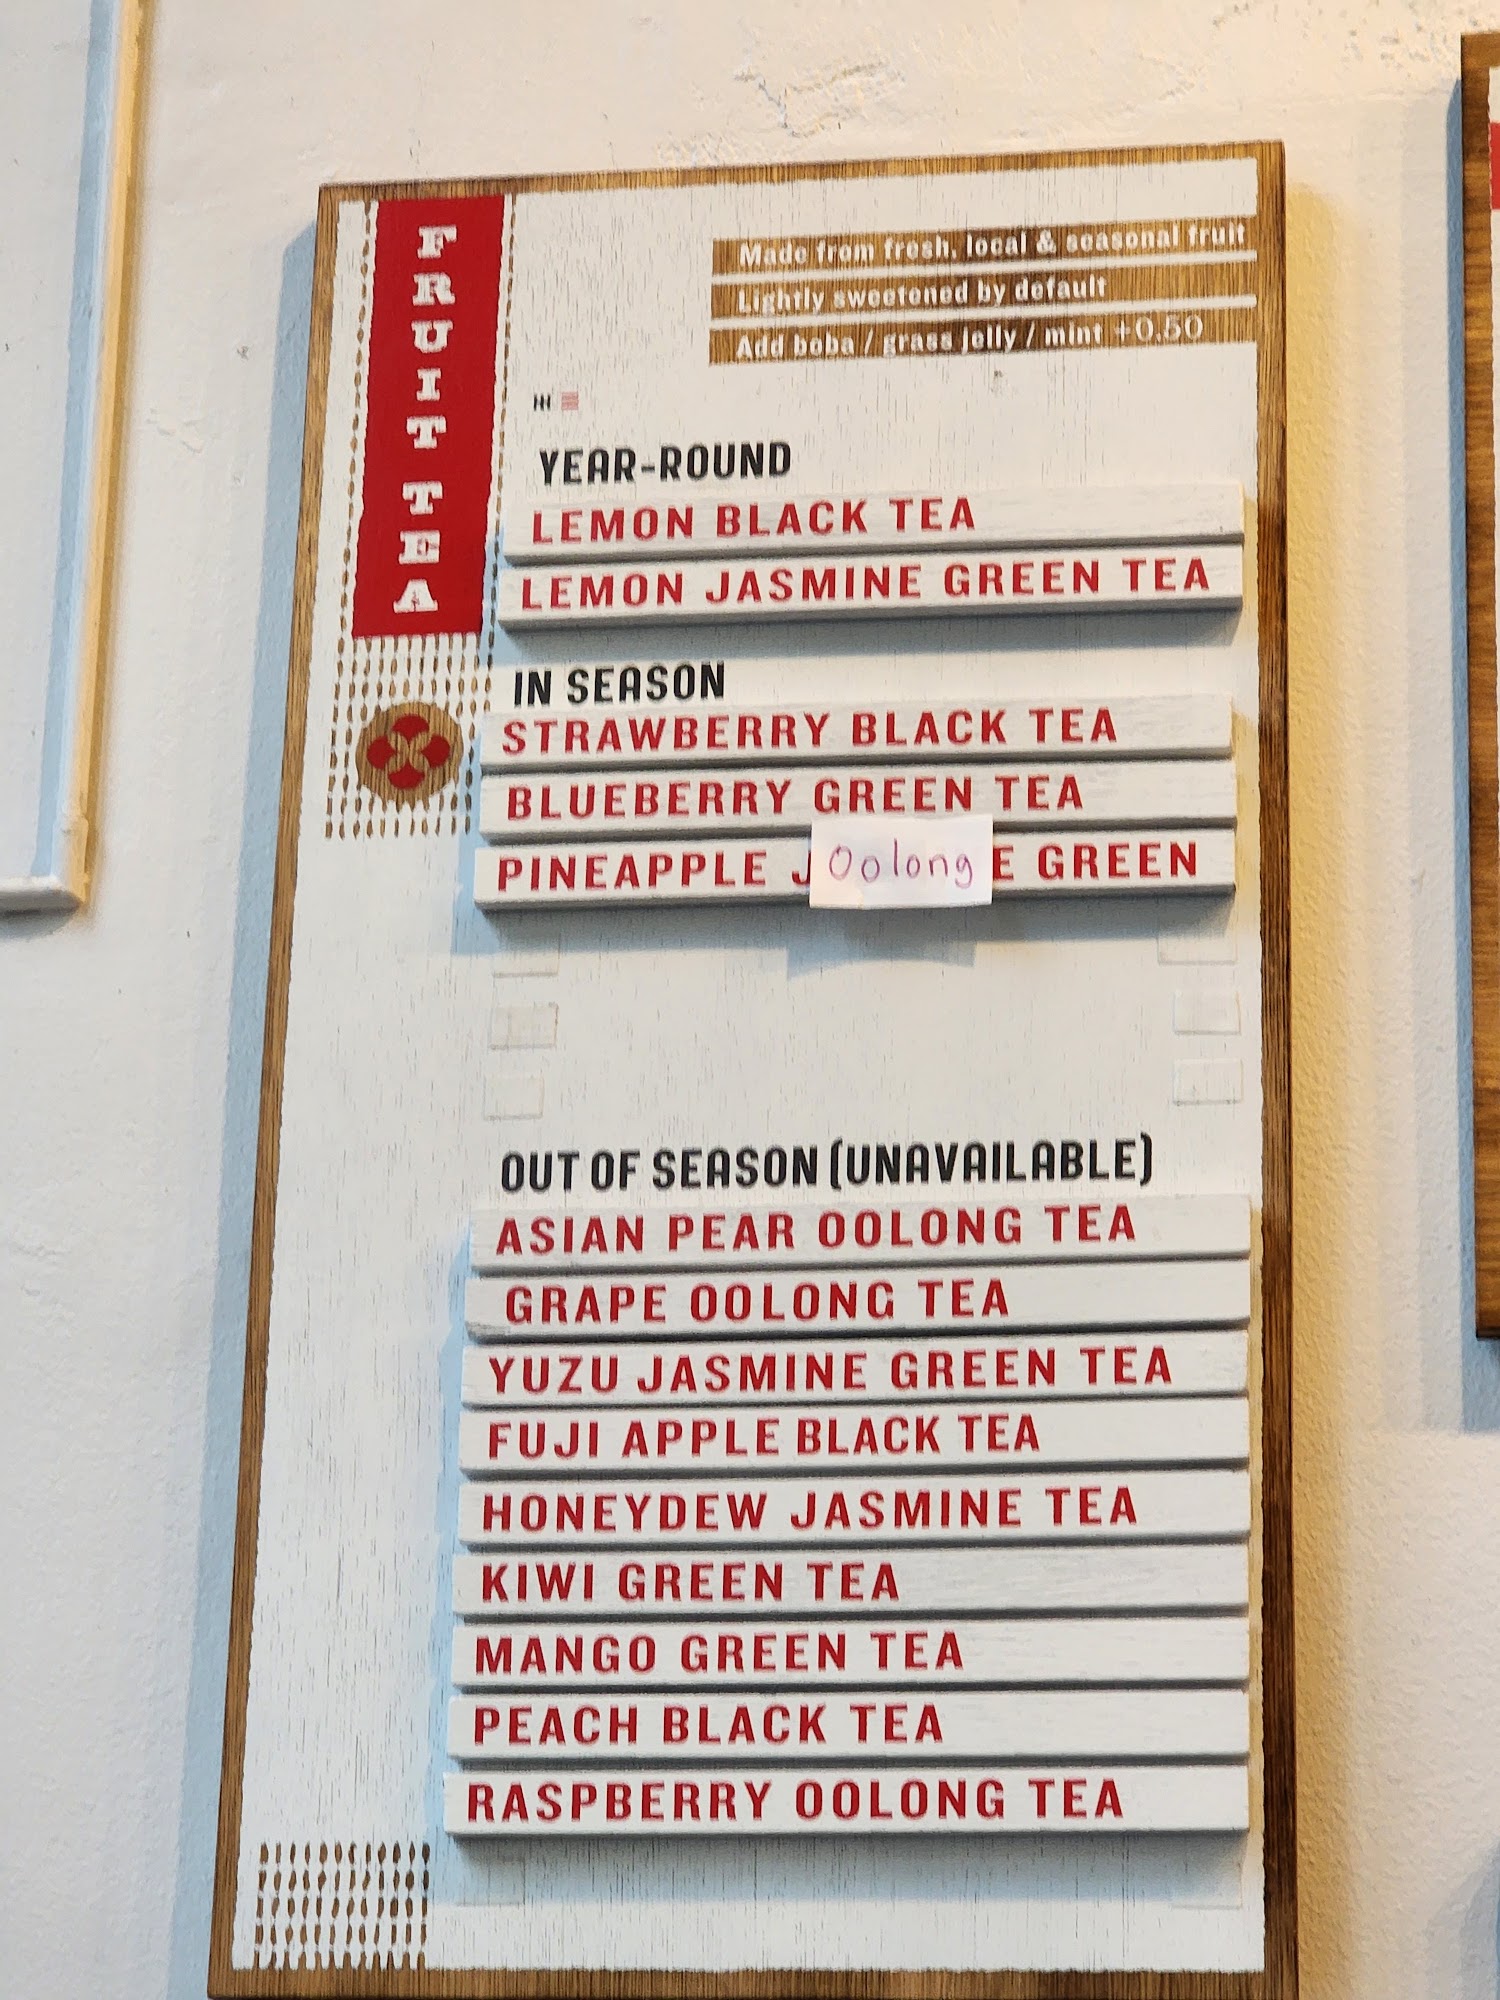 FRUIT TEA
Made from fresh, local & seasonal fruit
Lightly sweetened by default
Add boba / grass jelly / mint +0.50
YEAR-ROUND
LEMON BLACK TEA
LEMON JASMINE GREEN TEA
IN SEASON
STRAWBERRY BLACK TEA
BLUEBERRY GREEN TEA
PINEAPPLE J Oolong E GREEN
OUT OF SEASON (UNAVAILABLE)
ASIAN PEAR OOLONG TEA
GRAPE OOLONG TEA
YUZU JASMINE GREEN TEA
FUJI APPLE BLACK TEA
HONEYDEW JASMINE TEA
KIWI GREEN TEA
MANGO GREEN TEA
PEACH BLACK TEA
RASPBERRY OOLONG TEA